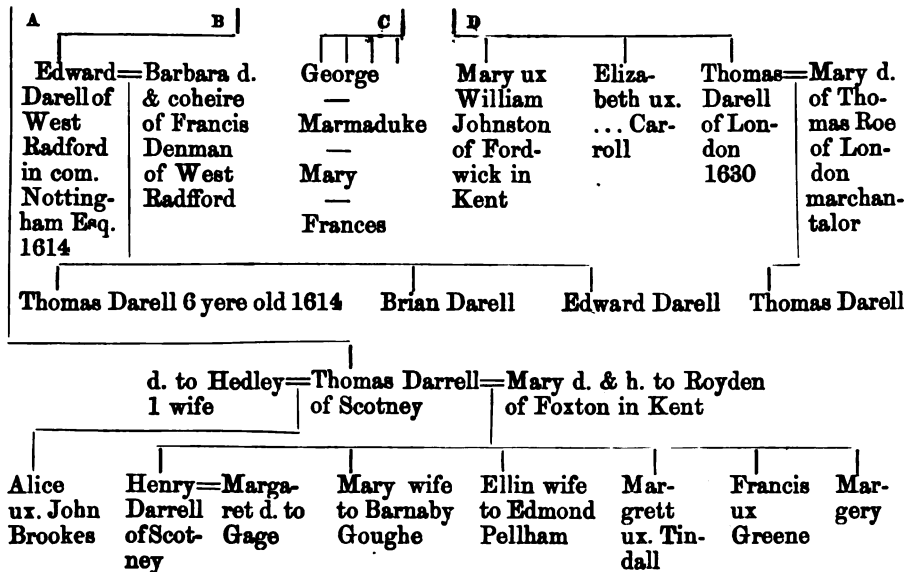 A B C D
Edward=Barbara d.
Darell of
West
Radford
in com.
Notting-
ham Esq.
1614
& coheire
of Francis
Denman
of West
Radfford
George
—
Marmaduke
—
Mary
—
Frances
Mary ux
William
Johnston
of Ford-
wick in
Kent
Eliza-
beth ux.
... Car-
roll
Thomas=Mary d.
Darell
of Lon-
don
1630
of Tho-
mas Roe
of Lon-
don
marchan-
talor
Thomas Darell 6 yere old 1614 Brian Darell Edward Darell Thomas Darell
d. to Hedley=Thomas Darrell=Mary d. & h. to Royden
1 wife of Scotney of Foxton in Kent
Alice
ux. John
Brookes
Henry=Marga-
Darrell
of Scot-
ney
ret d. to
Gage
Mary wife
to Barnaby
Goughe
Ellin wife
to Edmond
Pellham
Mar-
grett
ux. Tin-
dall
Francis
ux
Greene
Mar-
gery